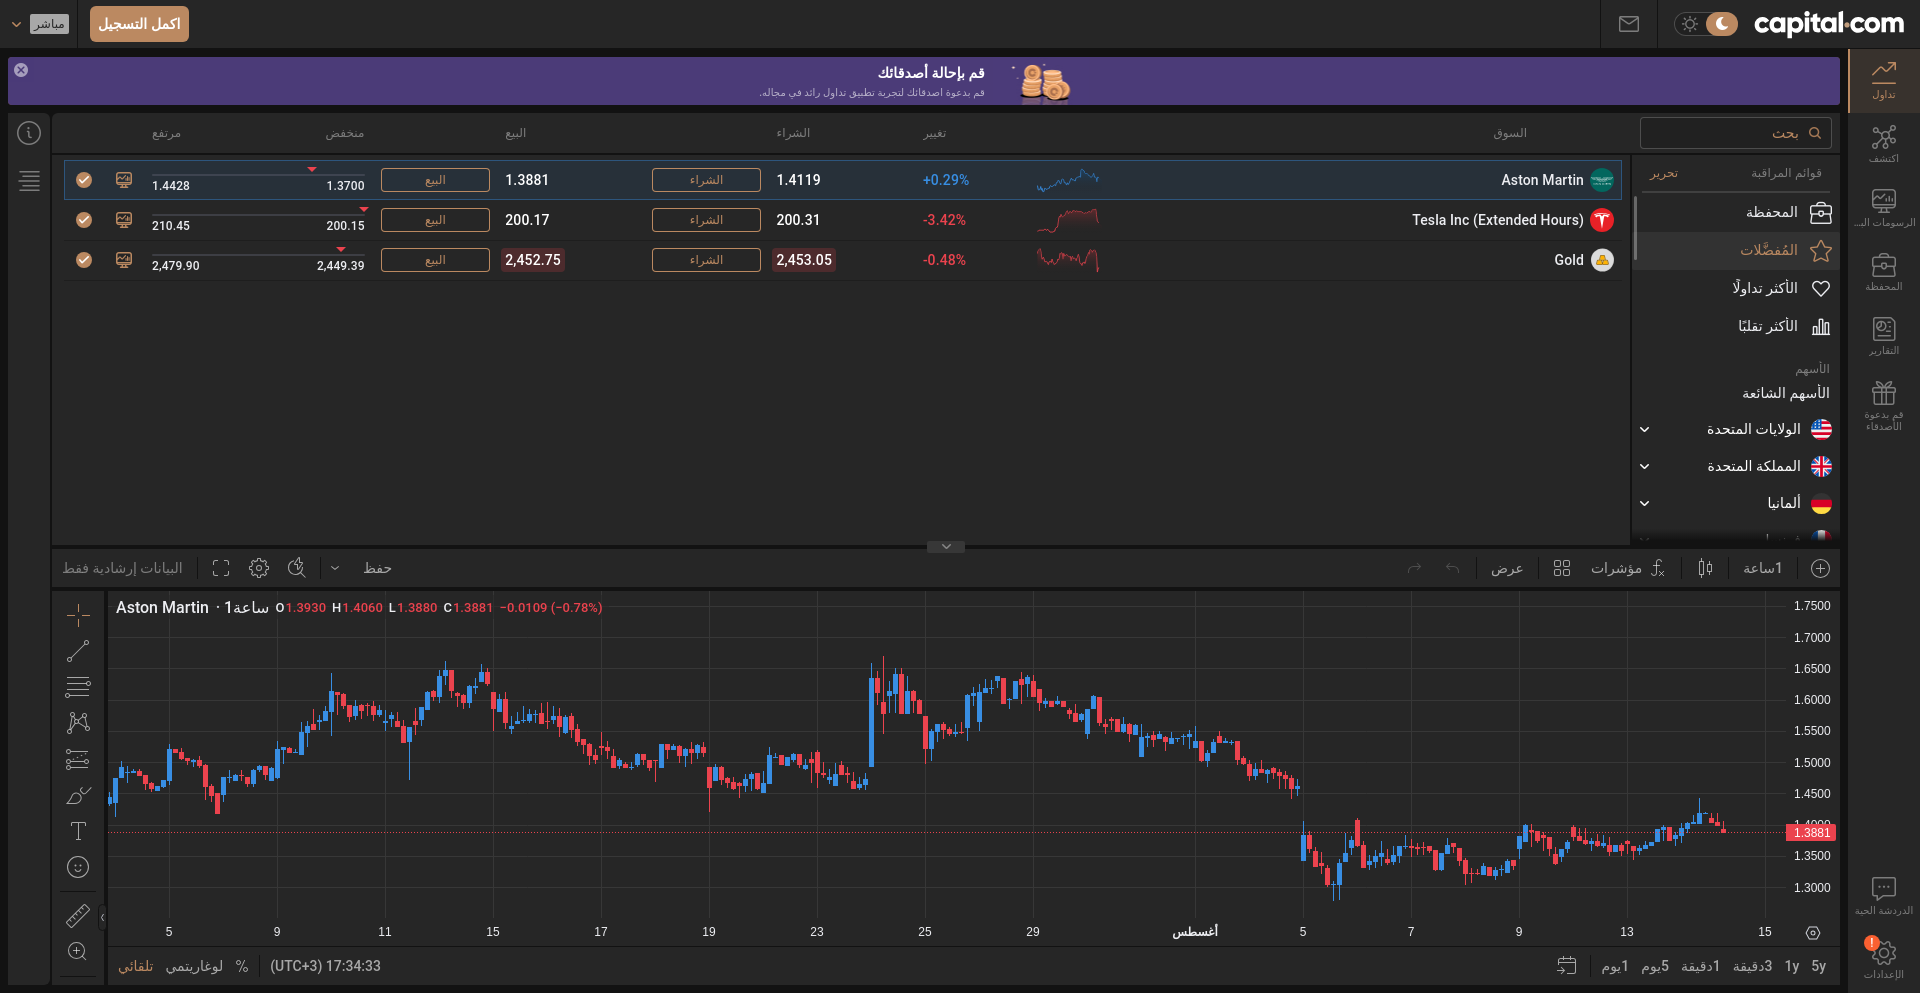 capital.com
اكمل التسجيل
مباشر
قم بإحالة أصدقائك
قم بدعوة اصدقائك لتجربة تطبيق تداول رائد في مجاله.
تداول
اكتشف
الرسومات البـ...
المحفظة
التقارير
قم بدعوة
الأصدقاء
الدردشة الحية
الإعدادات
بحث
السوق
تغيير
الشراء
البيع
منخفض
مرتفع
Aston Martin +0.29% 1.4119 الشراء 1.3881 البيع 1.3700 1.4428
Tesla Inc (Extended Hours) -3.42% 200.31 الشراء 200.17 البيع 200.15 210.45
Gold -0.48% 2,453.05 الشراء 2,452.75 البيع 2,449.39 2,479.90
قوائم المراقبة تحرير
المحفظة
المُفضَّلات
الأكثر تداولًا
الأكثر تقلبًا
الأسهم
الأسهم الشائعة
الولايات المتحدة
المملكة المتحدة
ألمانيا
1ساعة
مؤشرات
عرض
حفظ
البيانات إرشادية فقط
Aston Martin · 1ساعة O1.3930 H1.4060 L1.3880 C1.3881 −0.0109 (−0.78%)
1.7500
1.7000
1.6500
1.6000
1.5500
1.5000
1.4500
1.4000
1.3881
1.3500
1.3000
5 9 11 15 17 19 23 25 29 أغسطس 5 7 9 13 15
5y 1y 3دقيقة 1دقيقة 5يوم 1يوم
17:34:33 (UTC+3)
%
لوغاريتمي
تلقائي